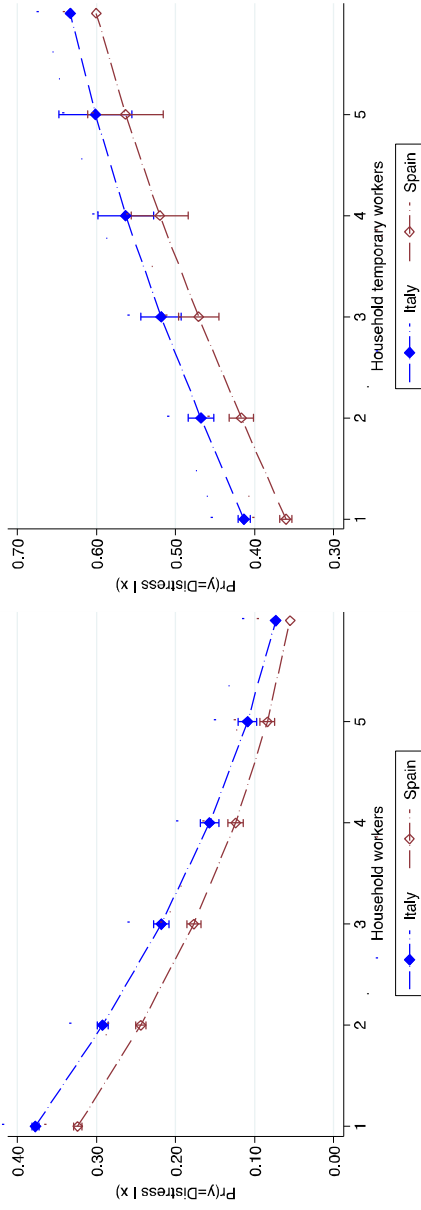 Pr(y=Distress | x)
0.40
0.30
0.20
0.10
0.00
1
2
3
4
5
Household workers
Italy
Spain
Pr(y=Distress | x)
0.70
0.60
0.50
0.40
0.30
1
2
3
4
5
Household temporary workers
Italy
Spain